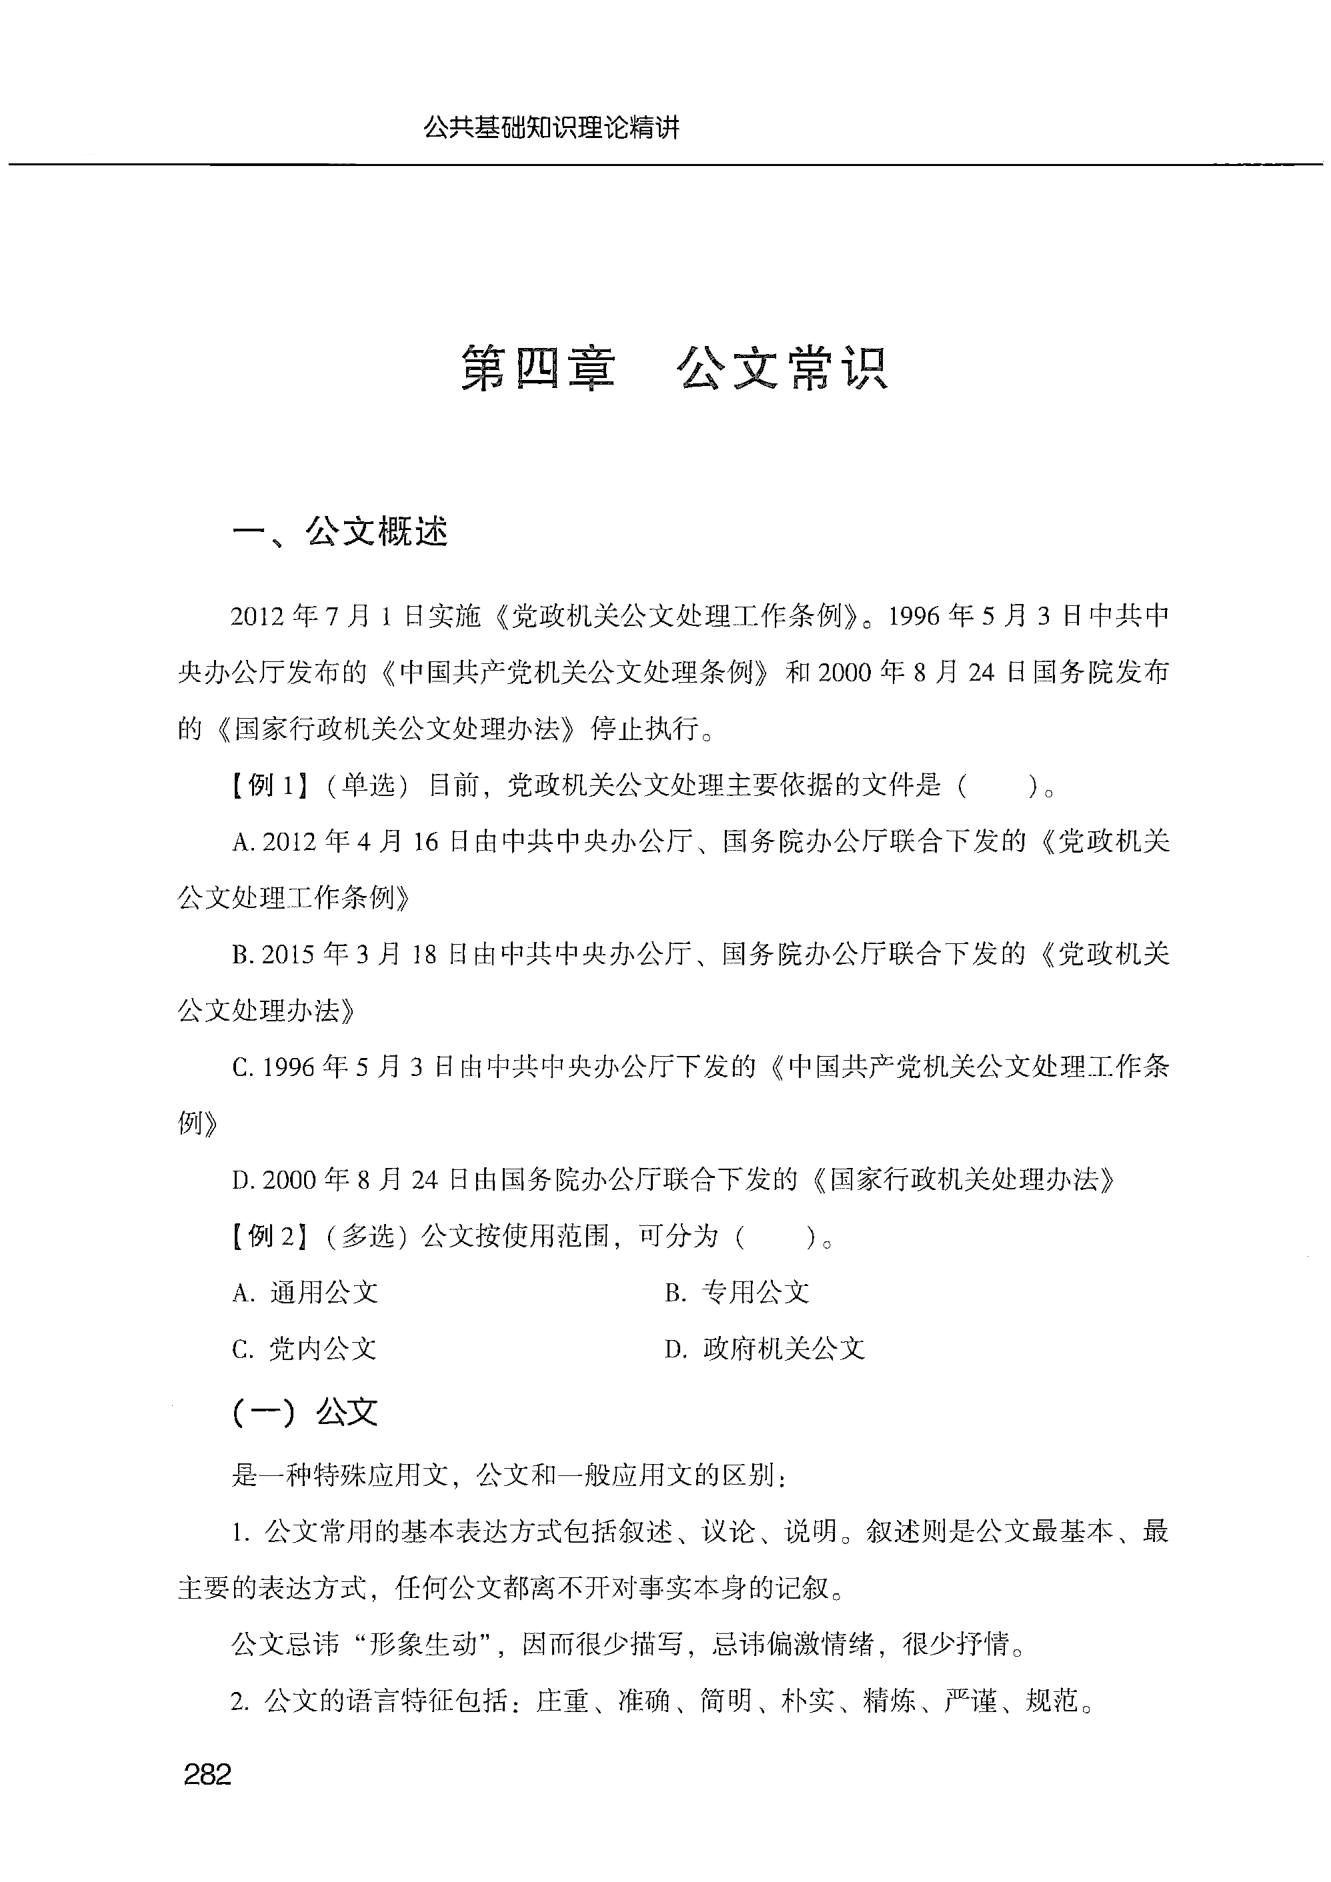 公共基础知识理论精讲
第四章 公文常识
一、公文概述
2012 年 7 月 1 日实施《党政机关公文处理工作条例》。1996 年 5 月 3 日中共中
央办公厅发布的《中国共产党机关公文处理条例》和 2000 年 8 月 24 日国务院发布
的《国家行政机关公文处理办法》停止执行。
【例 1】(单选) 目前，党政机关公文处理主要依据的文件是 (  )。
A. 2012 年 4 月 16 日由中共中央办公厅、国务院办公厅联合下发的《党政机关
公文处理工作条例》
B. 2015 年 3 月 18 日由中共中央办公厅、国务院办公厅联合下发的《党政机关
公文处理办法》
C. 1996 年 5 月 3 日由中共中央办公厅下发的《中国共产党机关公文处理工作条
例》
D. 2000 年 8 月 24 日由国务院办公厅联合下发的《国家行政机关处理办法》
【例 2】(多选) 公文按使用范围，可分为 (  )。
A. 通用公文 B. 专用公文
C. 党内公文 D. 政府机关公文
(一) 公文
是一种特殊应用文，公文和一般应用文的区别：
1. 公文常用的基本表达方式包括叙述、议论、说明。叙述则是公文最基本、最
主要的表达方式，任何公文都离不开对事实本身的记叙。
公文忌讳“形象生动”，因而很少描写，忌讳偏激情绪，很少抒情。
2. 公文的语言特征包括：庄重、准确、简明、朴实、精炼、严谨、规范。
282